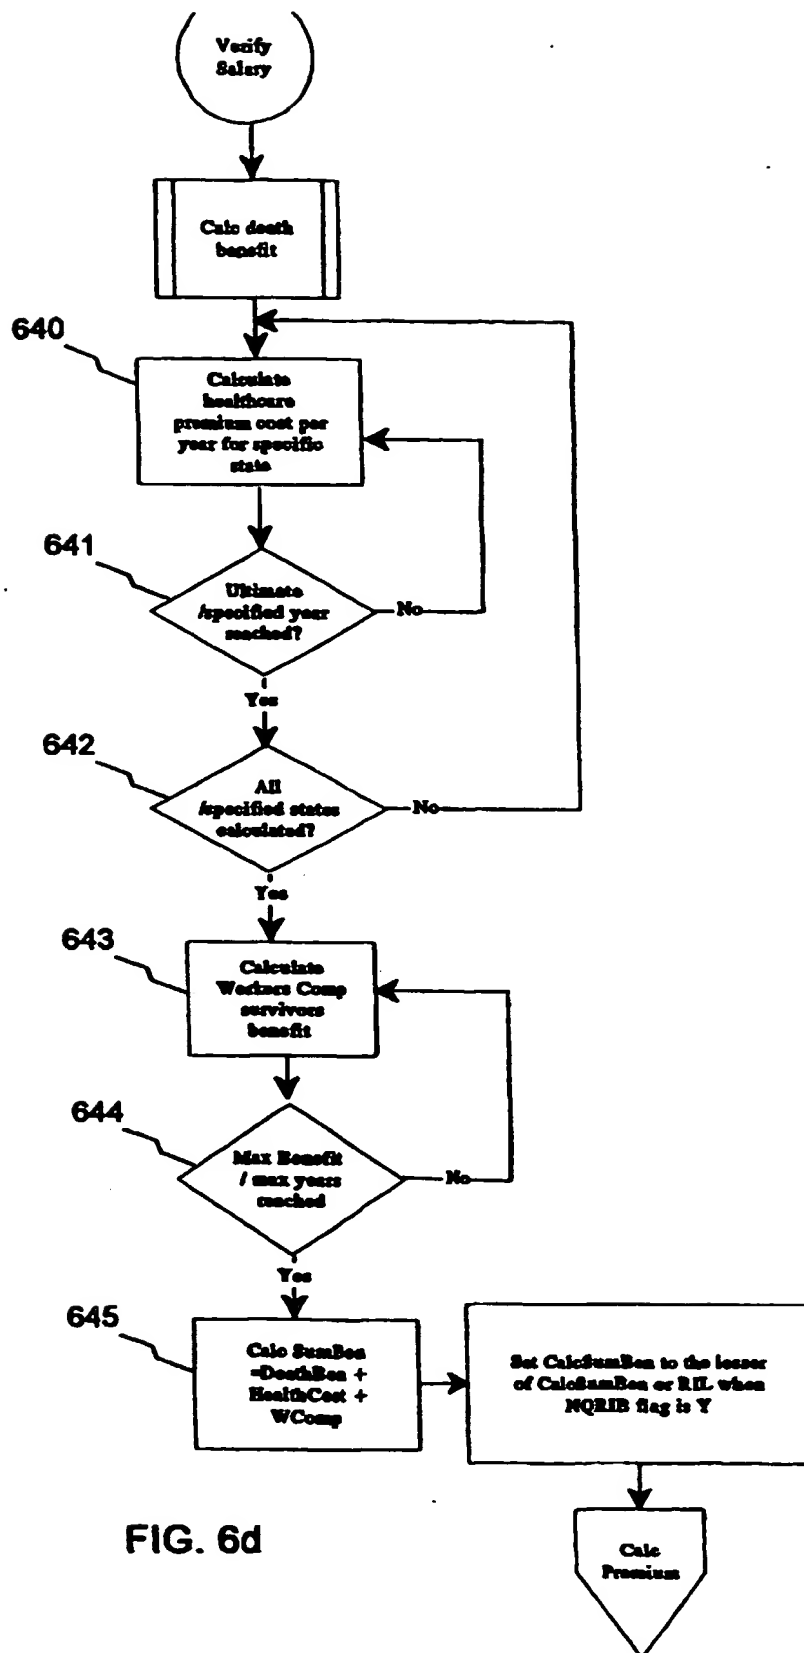 Verify
Salary
Calc death
benefit
640
Calculate
healthcare
premium cost per
year for specific
state
641
Ultimate
/specified year
reached?
No
Yes
642
All
/specified states
calculated?
No
Yes
643
Calculate
Workers Comp
survivors
benefit
644
Max Benefit
/ max years
reached
No
Yes
645
Calc SumBen
=DeathBen +
HealthCost +
WComp
Set CalcSumBen to the lesser
of CalcSumBen or RIL when
NQRIB flag is Y
Calc
Premium
FIG. 6d